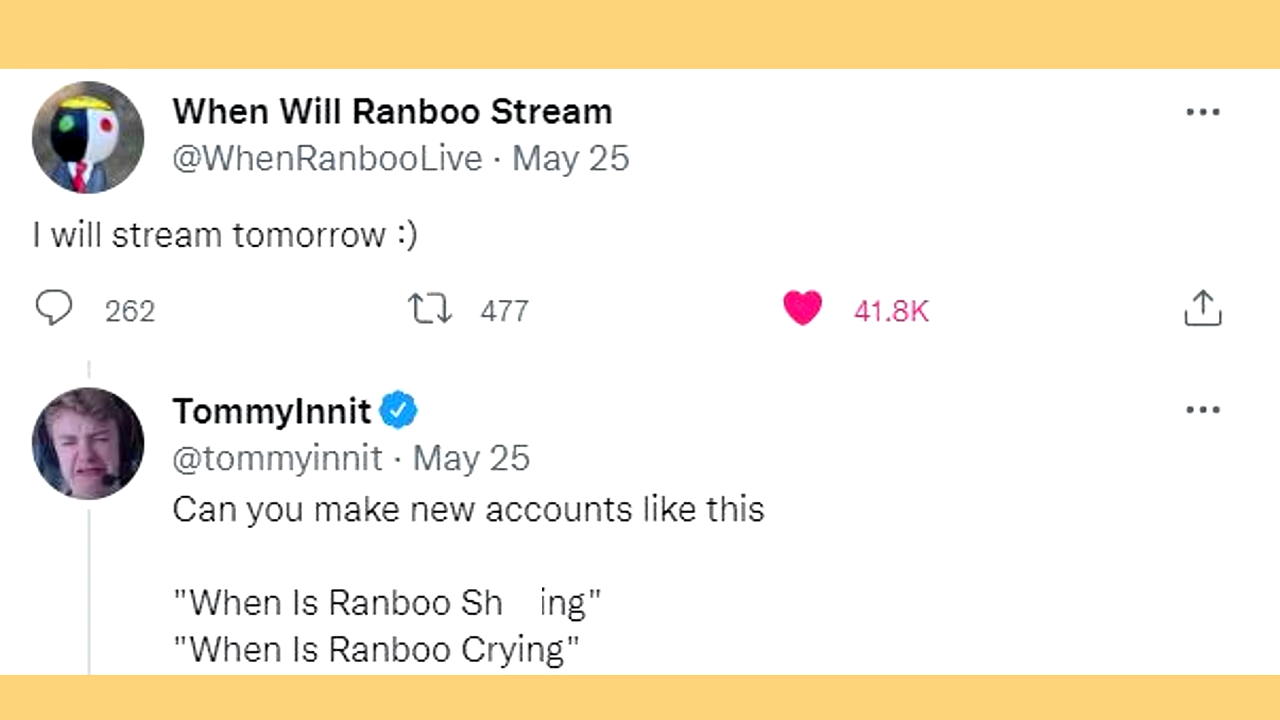 When Will Ranboo Stream
@WhenRanbooLive · May 25
I will stream tomorrow :)
262 477 41.8K
TommyInnit
@tommyinnit · May 25
Can you make new accounts like this
"When Is Ranboo Sh ing"
"When Is Ranboo Crying"